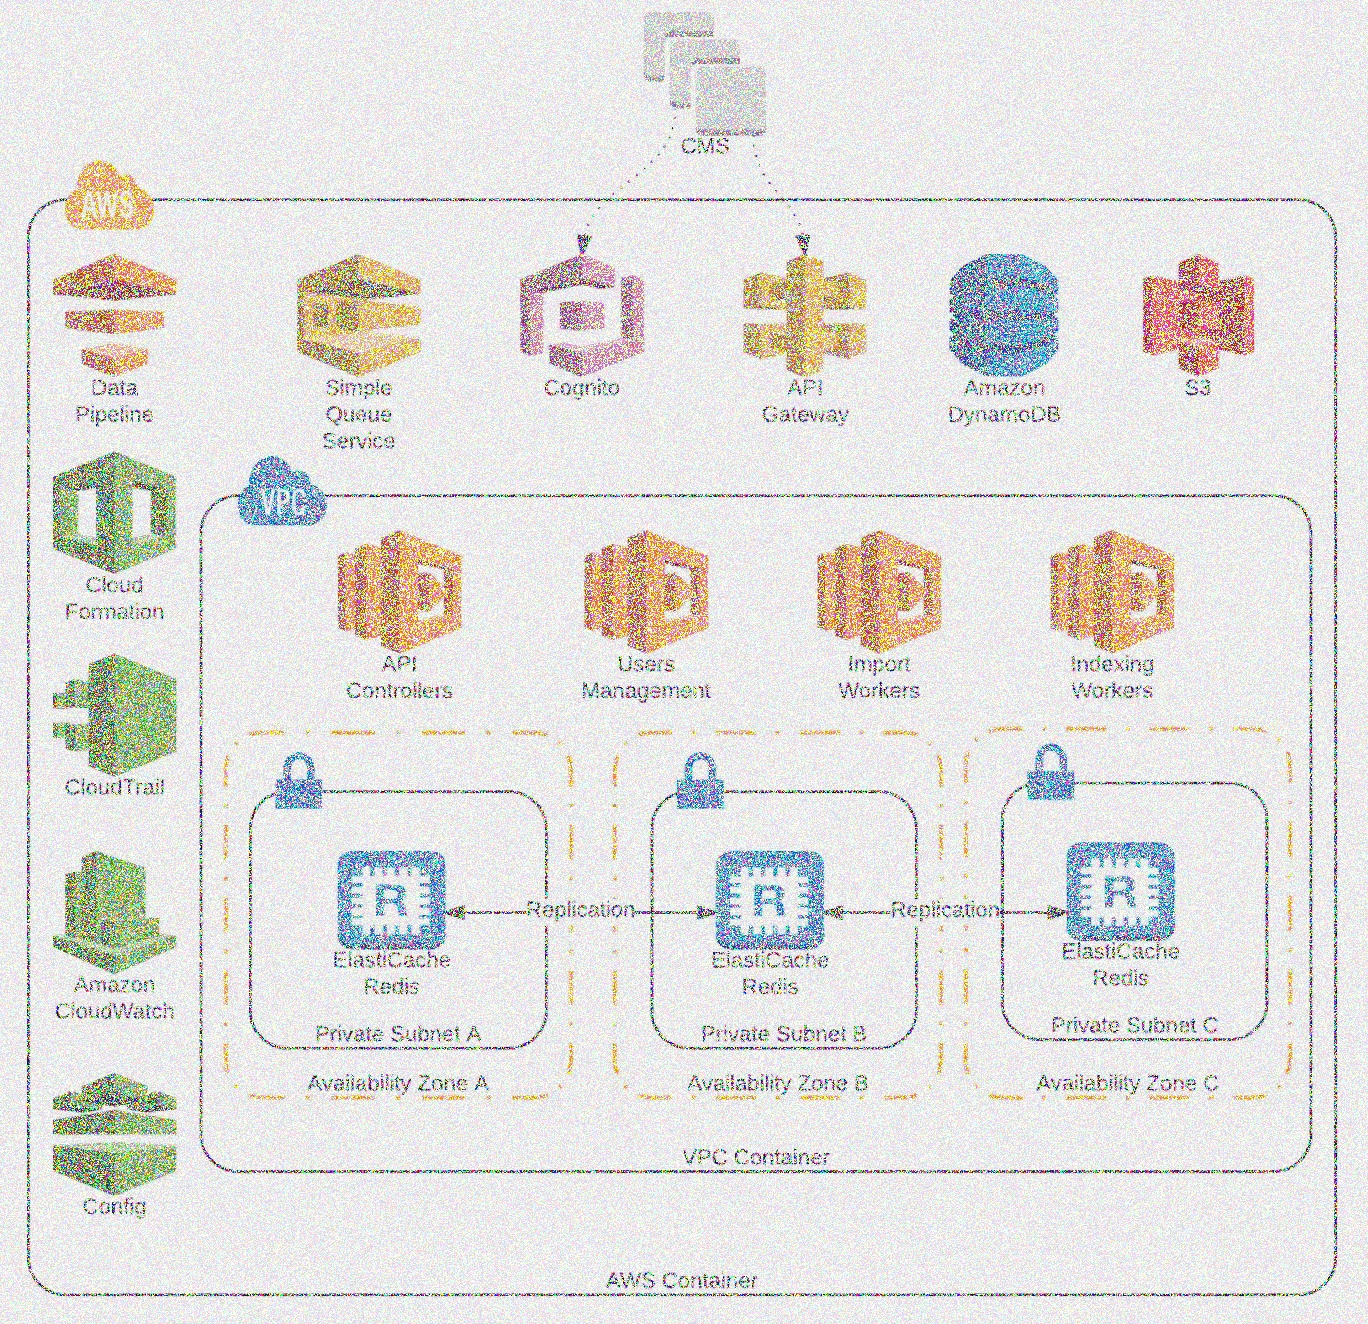 CMS
AWS
Data
Pipeline
Simple
Queue
Service
Cognito
API
Gateway
Amazon
DynamoDB
S3
Cloud
Formation
VPC
API
Controllers
Users
Management
Import
Workers
Indexing
Workers
CloudTrail
Amazon
CloudWatch
Config
R
ElastiCache
Redis
Replication
R
ElastiCache
Redis
Replication
R
ElastiCache
Redis
Private Subnet A
Private Subnet B
Private Subnet C
Availability Zone A
Availability Zone B
Availability Zone C
VPC Container
AWS Container